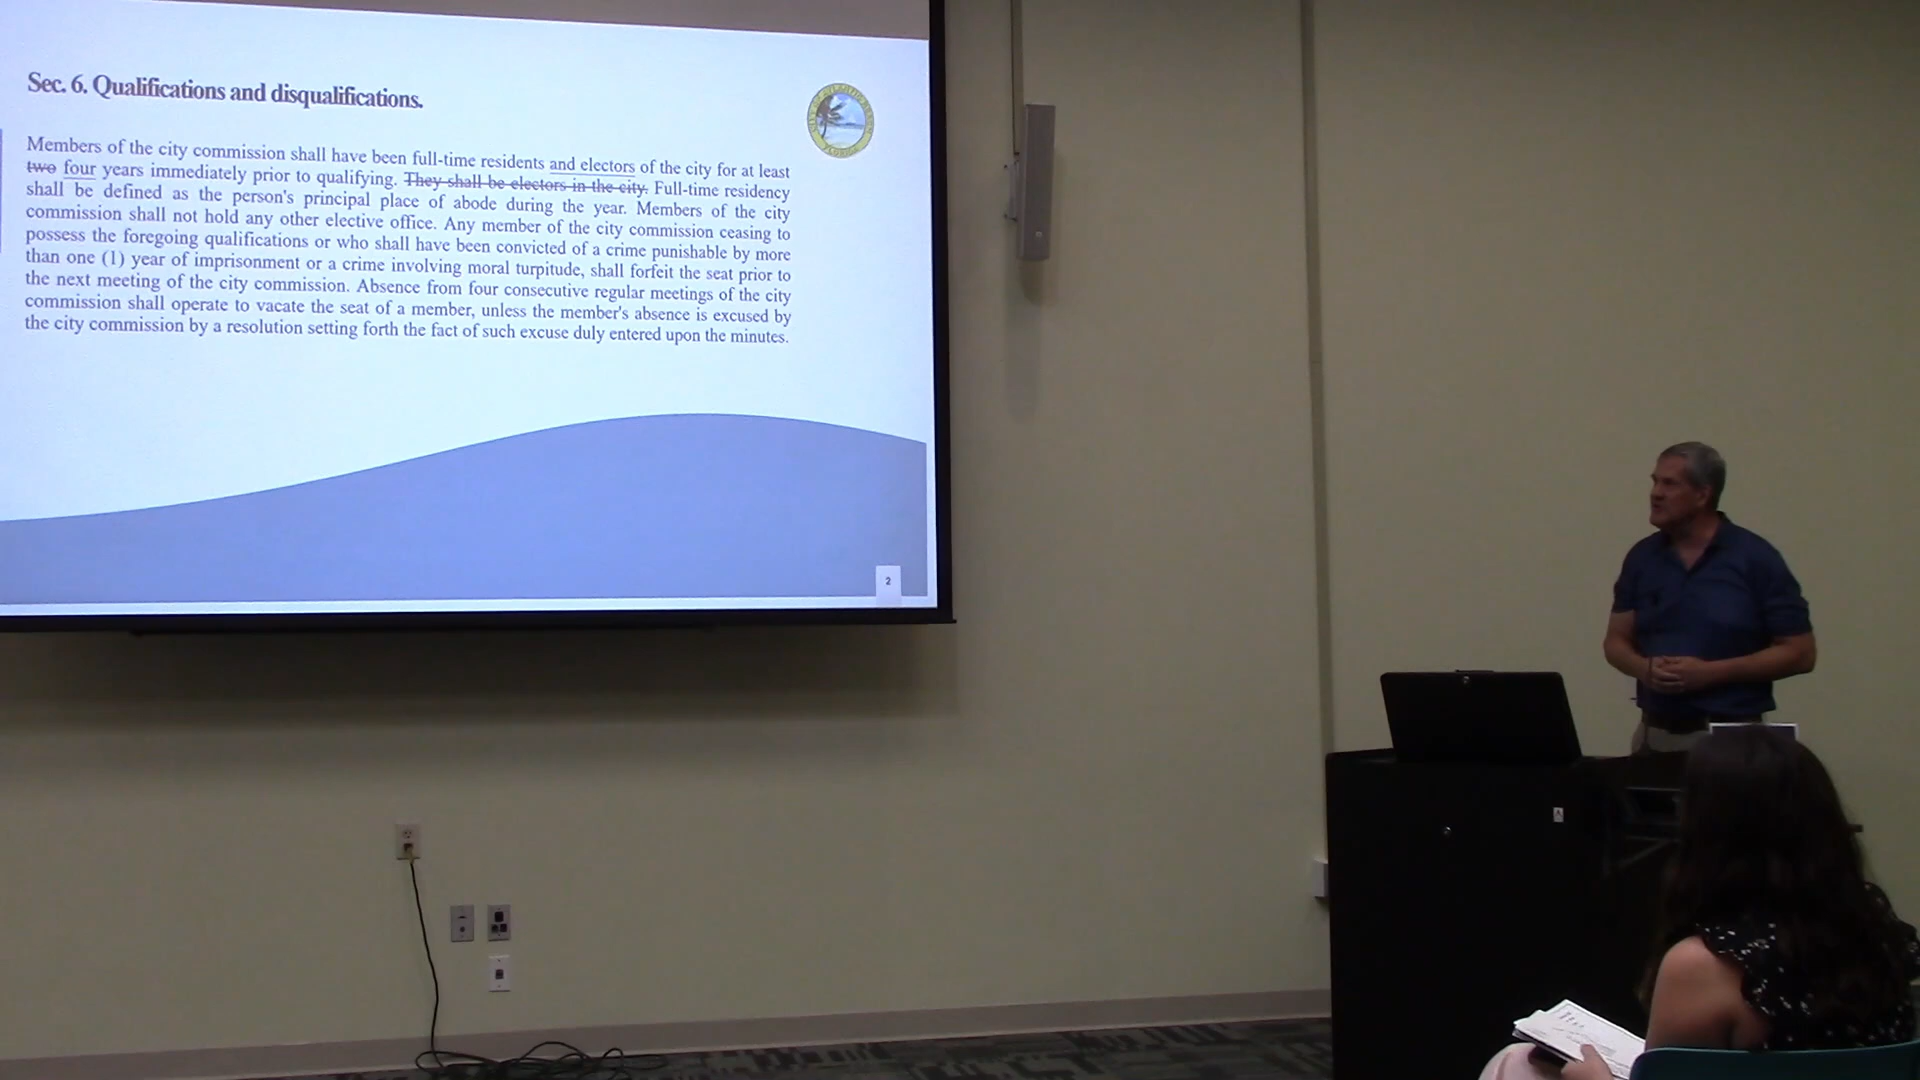 Sec. 6. Qualifications and disqualifications.
Members of the city commission shall have been full-time residents and electors of the city for at least
two four years immediately prior to qualifying. They shall be electors in the city. Full-time residency
shall be defined as the person's principal place of abode during the year. Members of the city
commission shall not hold any other elective office. Any member of the city commission ceasing to
possess the foregoing qualifications or who shall have been convicted of a crime punishable by more
than one (1) year of imprisonment or a crime involving moral turpitude, shall forfeit the seat prior to
the next meeting of the city commission. Absence from four consecutive regular meetings of the city
commission shall operate to vacate the seat of a member, unless the member's absence is excused by
the city commission by a resolution setting forth the fact of such excuse duly entered upon the minutes.
2